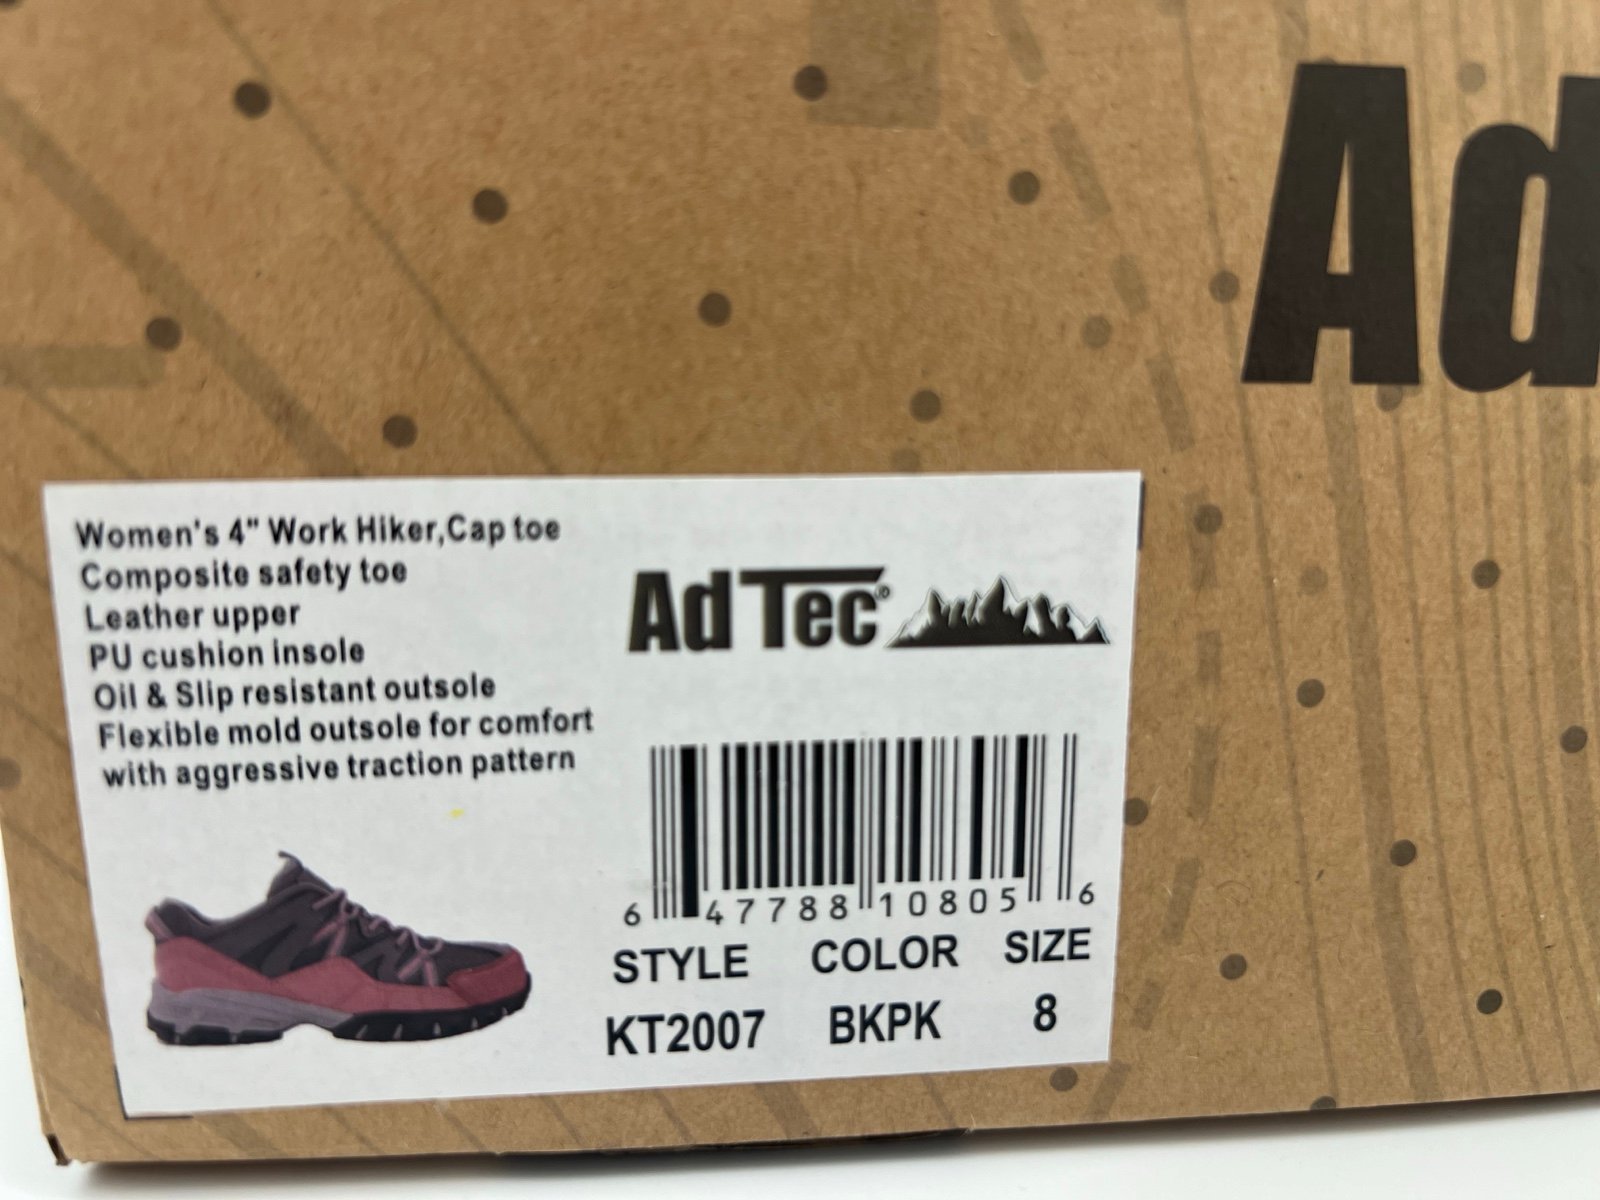 Ad
Women's 4" Work Hiker,Cap toe
Composite safety toe
Leather upper
PU cushion insole
Oil & Slip resistant outsole
Flexible mold outsole for comfort
with aggressive traction pattern
AdTec®
6 47788 10805 6
STYLE COLOR SIZE
KT2007 BKPK 8